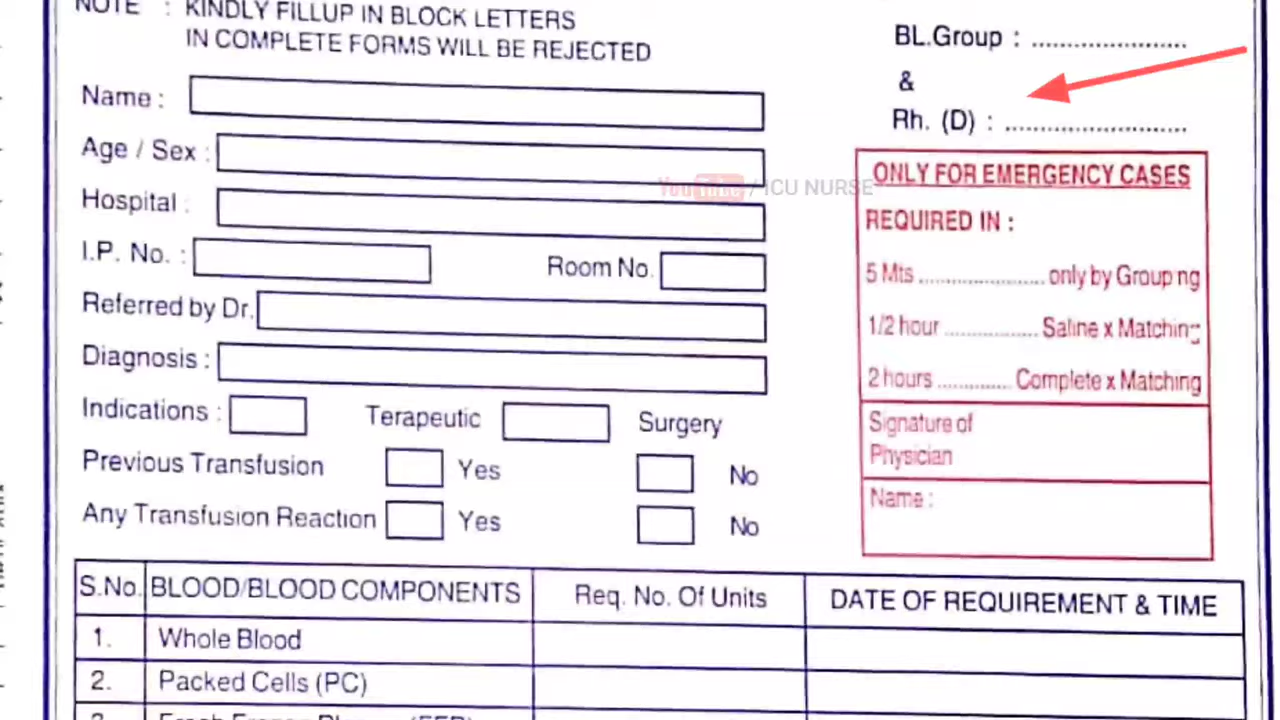 NOTE : KINDLY FILLUP IN BLOCK LETTERS
IN COMPLETE FORMS WILL BE REJECTED
BL.Group : ........................
&
Rh. (D) : ............................
Name :
Age / Sex :
Hospital :
I.P. No. :
Room No.
Referred by Dr.
Diagnosis :
Indications :
Terapeutic
Surgery
Previous Transfusion
Yes
No
Any Transfusion Reaction
Yes
No
YouTube / ICU NURSE
ONLY FOR EMERGENCY CASES
REQUIRED IN :
5 Mts ...................... only by Grouping
1/2 hour ................ Saline x Matching
2 hours ............. Complete x Matching
Signature of
Physician
Name :
S.No. BLOOD/BLOOD COMPONENTS Req. No. Of Units DATE OF REQUIREMENT & TIME
1. Whole Blood
2. Packed Cells (PC)